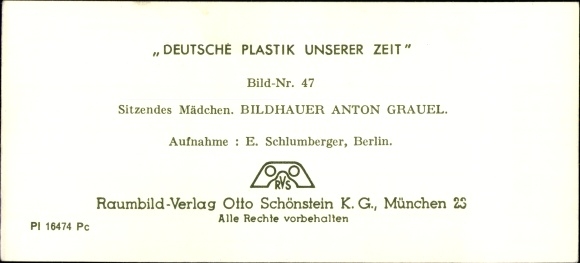 „DEUTSCHE PLASTIK UNSERER ZEIT"
Bild-Nr. 47
Sitzendes Mädchen. BILDHAUER ANTON GRAUEL.
Aufnahme : E. Schlumberger, Berlin.
RVS
Raumbild-Verlag Otto Schönstein K. G., München 23
Alle Rechte vorbehalten
PI 16474 Pc